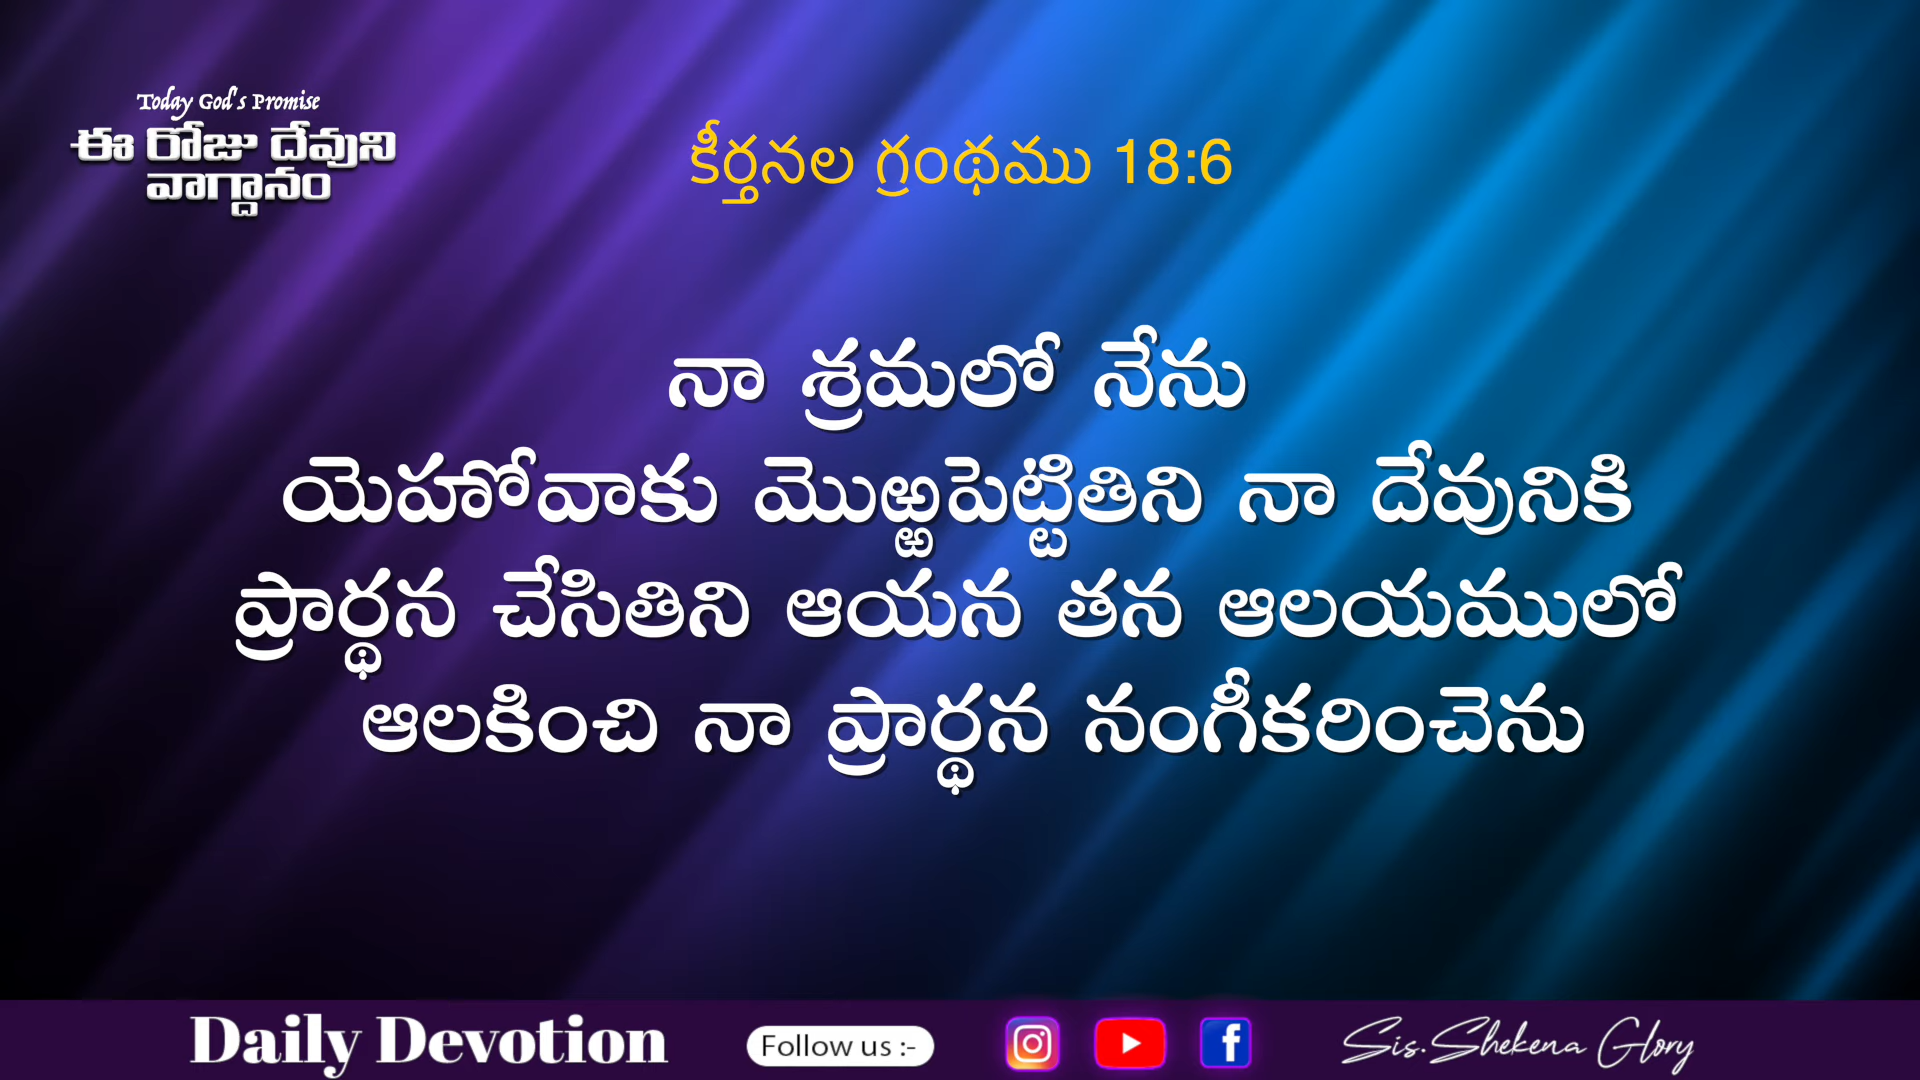 Today God's Promise
ఈ రోజు దేవుని
వాగ్దానం
కీర్తనల గ్రంథము 18:6
నా శ్రమలో నేను
యెహోవాకు మొఱ్ఱపెట్టితిని నా దేవునికి
ప్రార్థన చేసితిని ఆయన తన ఆలయములో
ఆలకించి నా ప్రార్థన నంగీకరించెను
Daily Devotion
Follow us :-
Sis.Shekena Glory